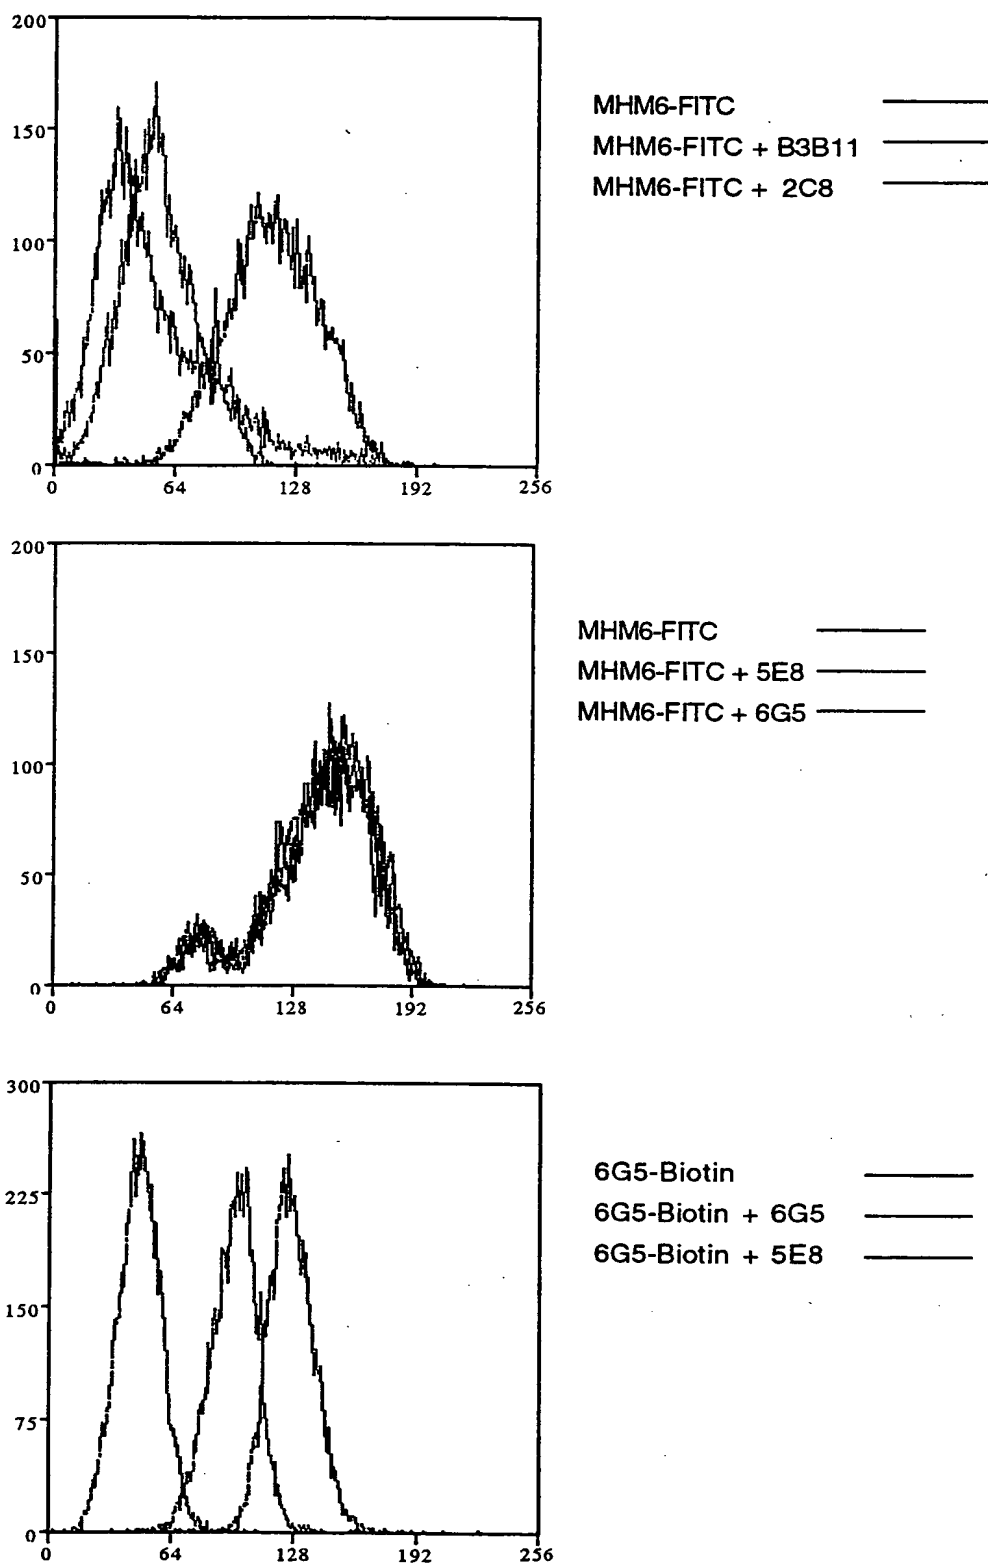 200
150
100
50
0
0 64 128 192 256
MHM6-FITC
MHM6-FITC + B3B11
MHM6-FITC + 2C8
200
150
100
50
0
0 64 128 192 256
MHM6-FITC
MHM6-FITC + 5E8
MHM6-FITC + 6G5
300
225
150
75
0
0 64 128 192 256
6G5-Biotin
6G5-Biotin + 6G5
6G5-Biotin + 5E8